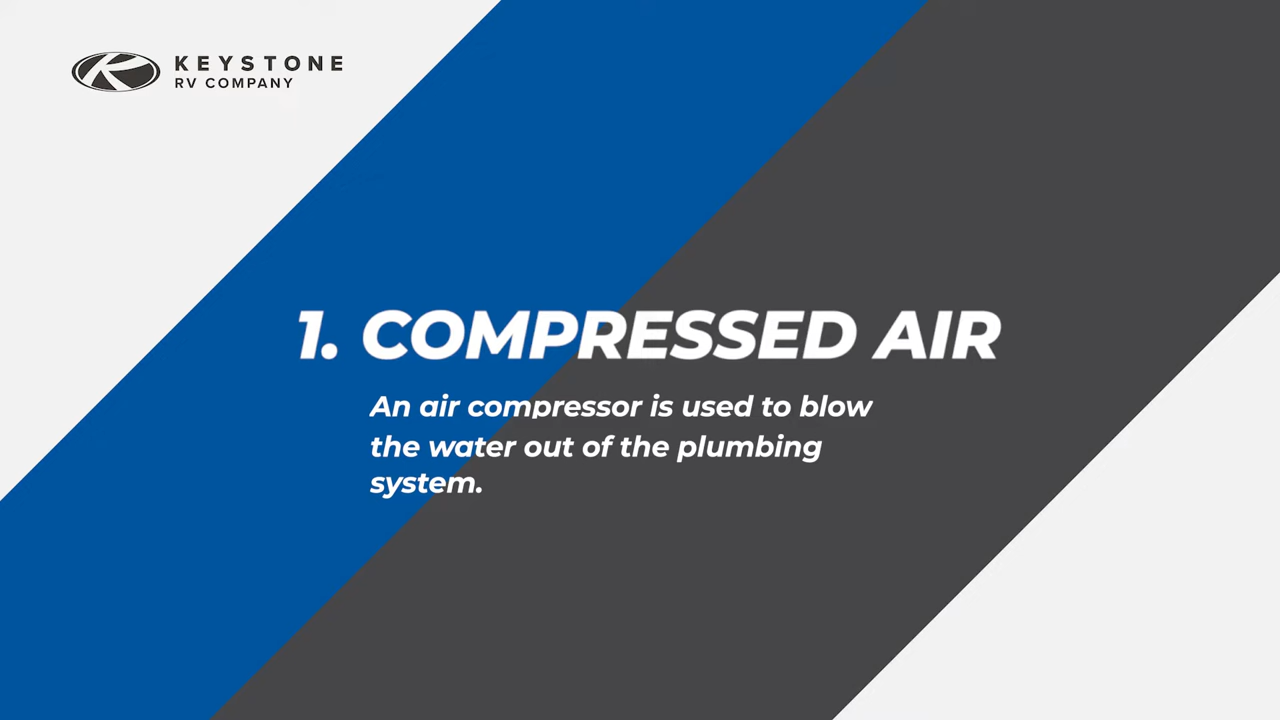 KEYSTONE
RV COMPANY
1. COMPRESSED AIR
An air compressor is used to blow
the water out of the plumbing
system.